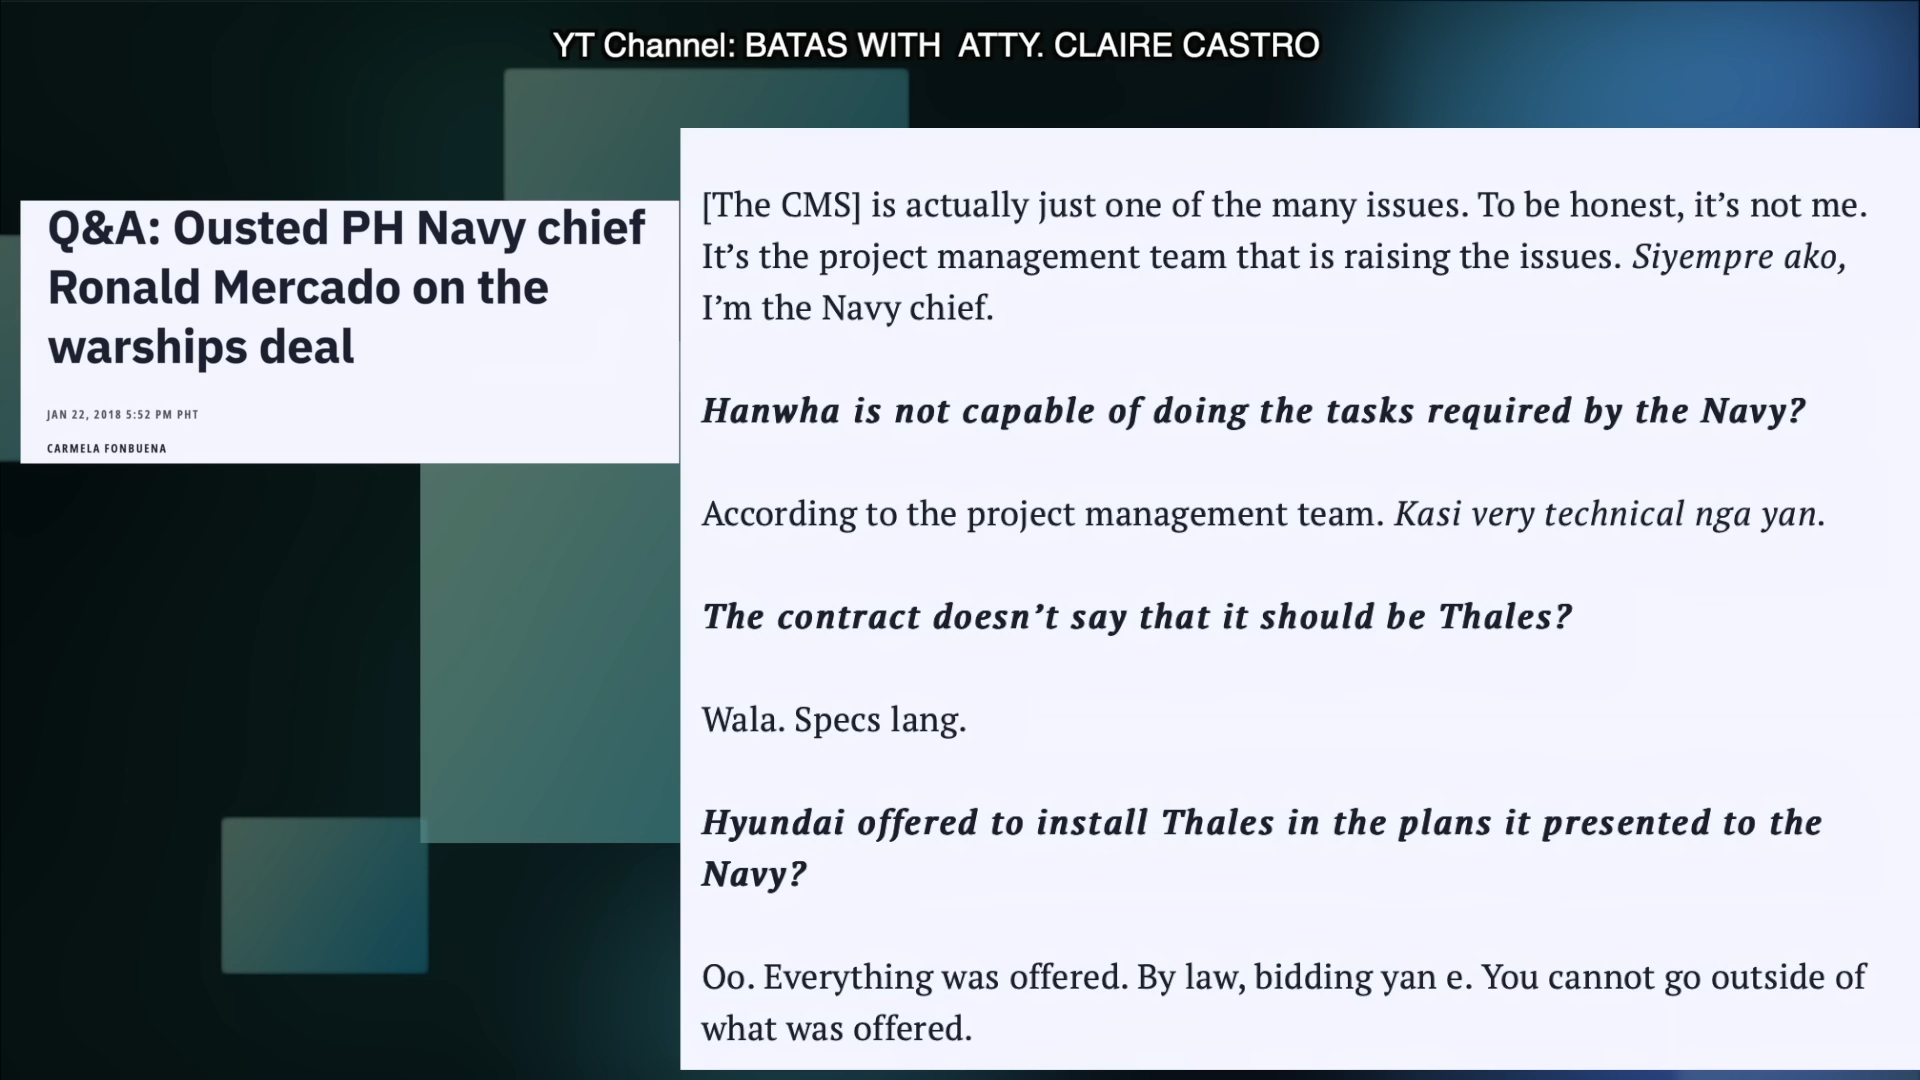 YT Channel: BATAS WITH ATTY. CLAIRE CASTRO
Q&A: Ousted PH Navy chief
Ronald Mercado on the
warships deal
JAN 22, 2018 5:52 PM PHT
CARMELA FONBUENA
[The CMS] is actually just one of the many issues. To be honest, it’s not me.
It’s the project management team that is raising the issues. Siyempre ako,
I’m the Navy chief.
Hanwha is not capable of doing the tasks required by the Navy?
According to the project management team. Kasi very technical nga yan.
The contract doesn’t say that it should be Thales?
Wala. Specs lang.
Hyundai offered to install Thales in the plans it presented to the
Navy?
Oo. Everything was offered. By law, bidding yan e. You cannot go outside of
what was offered.